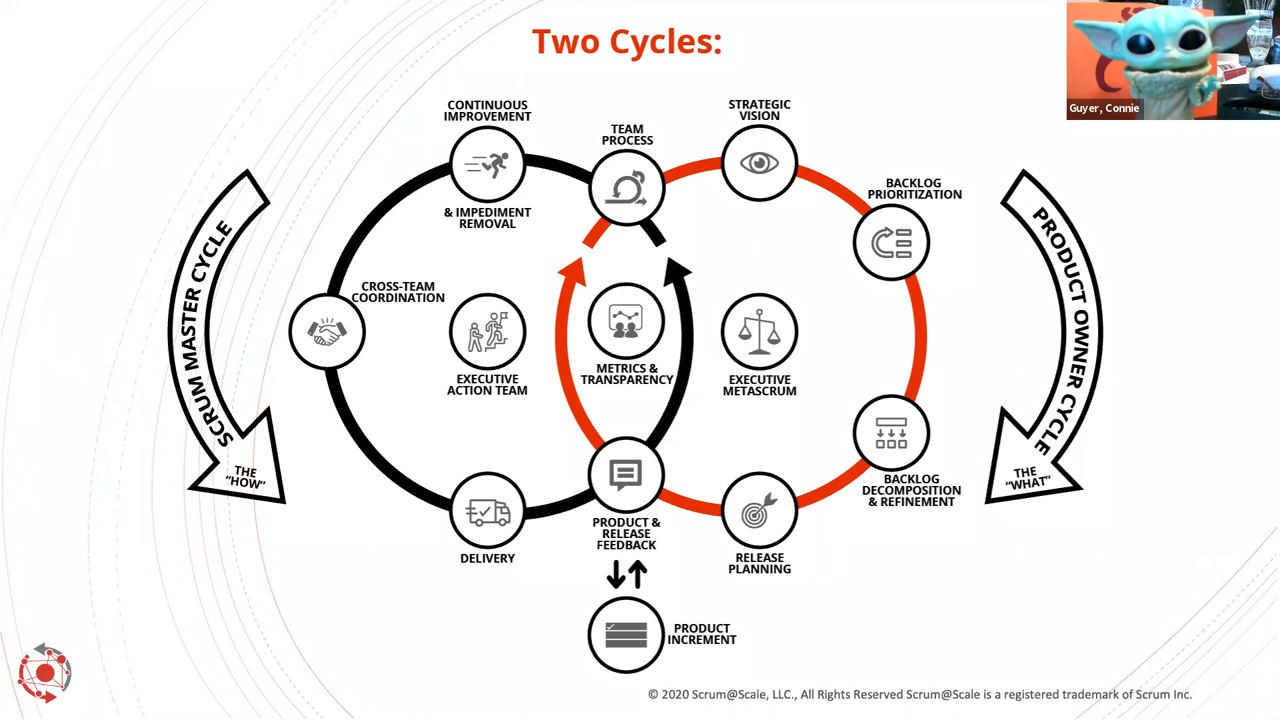 Two Cycles:
Guyer, Connie
CONTINUOUS
IMPROVEMENT
& IMPEDIMENT
REMOVAL
TEAM
PROCESS
STRATEGIC
VISION
BACKLOG
PRIORITIZATION
SCRUM MASTER CYCLE
THE
"HOW"
CROSS-TEAM
COORDINATION
EXECUTIVE
ACTION TEAM
METRICS &
TRANSPARENCY
EXECUTIVE
METASCRUM
PRODUCT OWNER CYCLE
THE
"WHAT"
BACKLOG
DECOMPOSITION
& REFINEMENT
DELIVERY
PRODUCT &
RELEASE
FEEDBACK
RELEASE
PLANNING
PRODUCT
INCREMENT
© 2020 Scrum@Scale, LLC., All Rights Reserved Scrum@Scale is a registered trademark of Scrum Inc.